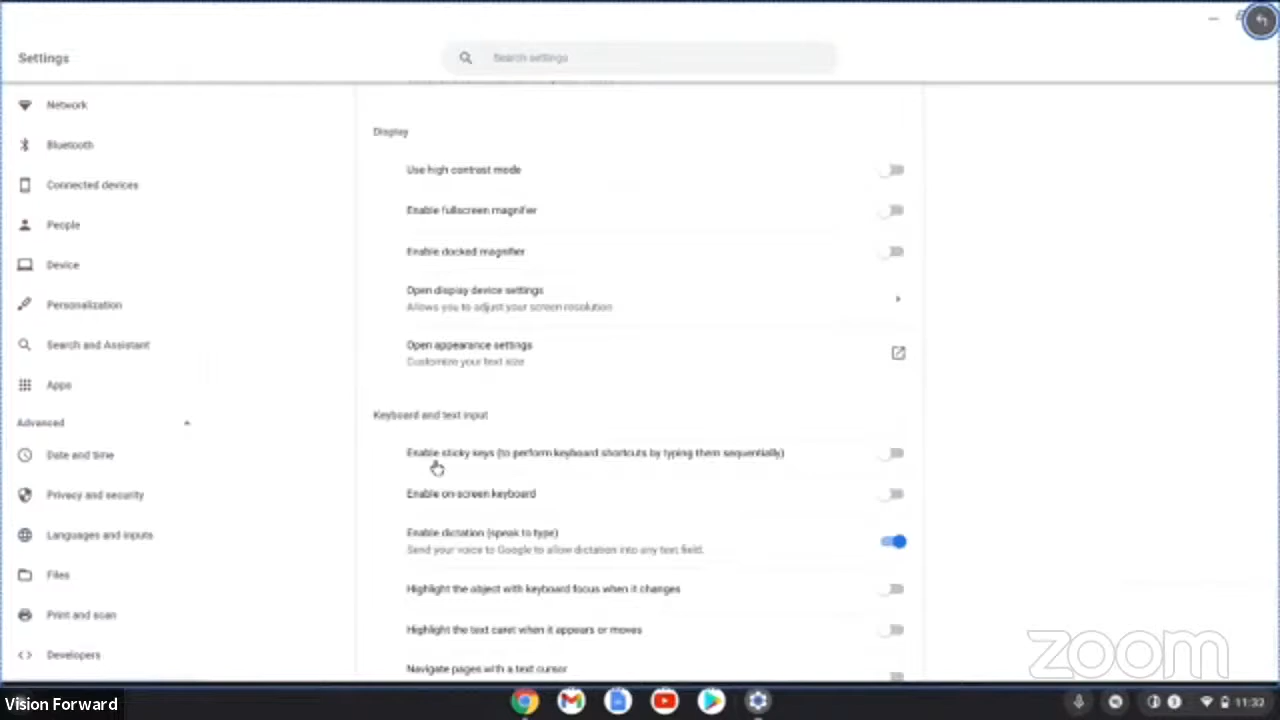 Settings
Search settings
Network
Bluetooth
Connected devices
People
Device
Personalization
Search and Assistant
Apps
Advanced
Date and time
Privacy and security
Languages and inputs
Files
Print and scan
Developers
Display
Use high contrast mode
Enable fullscreen magnifier
Enable docked magnifier
Open display device settings
Allows you to adjust your screen resolution
Open appearance settings
Customize your text size
Keyboard and text input
Enable sticky keys (to perform keyboard shortcuts by typing them sequentially)
Enable on-screen keyboard
Enable dictation (speak to type)
Send your voice to Google to allow dictation into any text field.
Highlight the object with keyboard focus when it changes
Highlight the text caret when it appears or moves
Navigate pages with a text cursor
zoom
Vision Forward
11:32